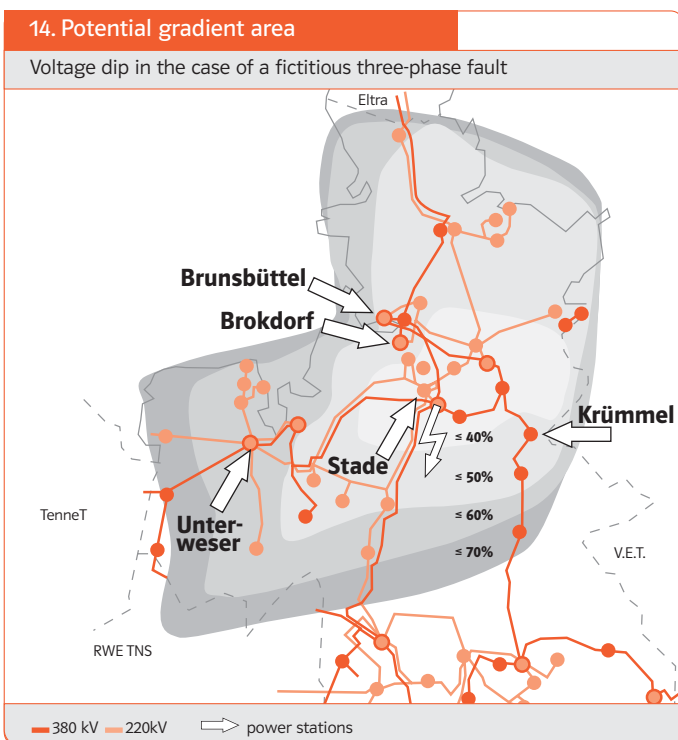 14. Potential gradient area
Voltage dip in the case of a fictitious three-phase fault
Eltra
Brunsbüttel
Brokdorf
Krümmel
≤ 40%
Stade
≤ 50%
TenneT
Unter-
weser
≤ 60%
≤ 70%
V.E.T.
RWE TNS
380 kV 220kV power stations